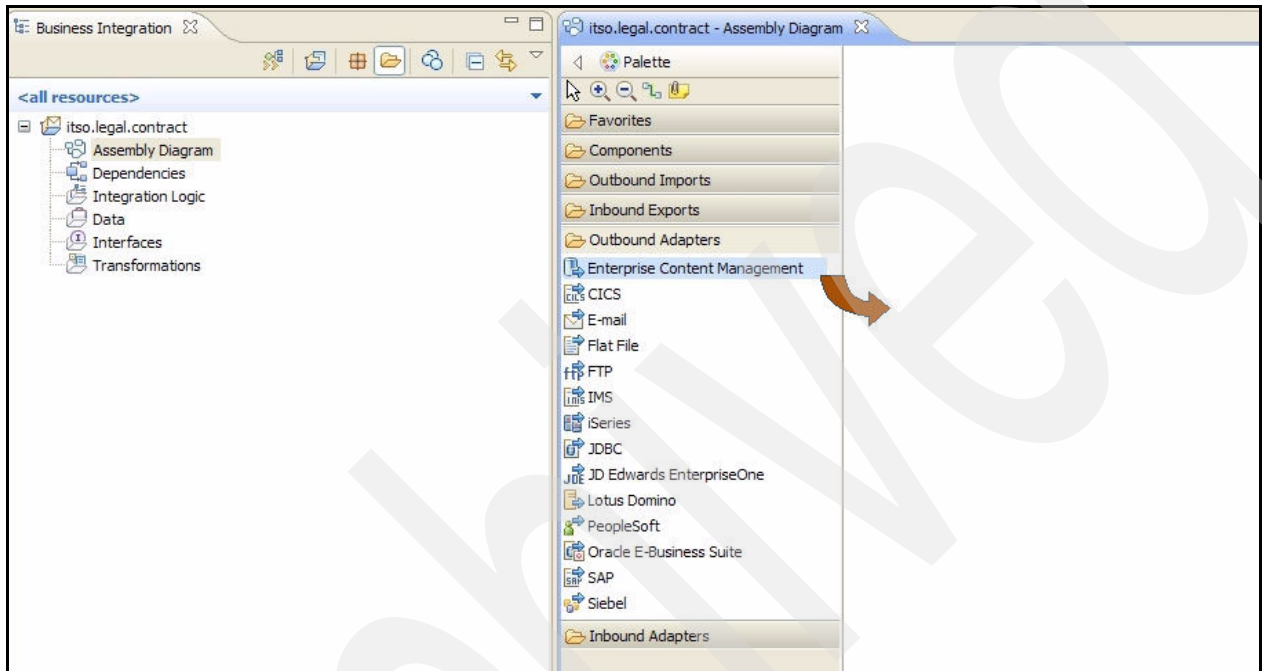 Business Integration
<all resources>
itso.legal.contract
Assembly Diagram
Dependencies
Integration Logic
Data
Interfaces
Transformations
itso.legal.contract - Assembly Diagram
Palette
Favorites
Components
Outbound Imports
Inbound Exports
Outbound Adapters
Enterprise Content Management
CICS
E-mail
Flat File
FTP
IMS
iSeries
JDBC
JD Edwards EnterpriseOne
Lotus Domino
PeopleSoft
Oracle E-Business Suite
SAP
Siebel
Inbound Adapters